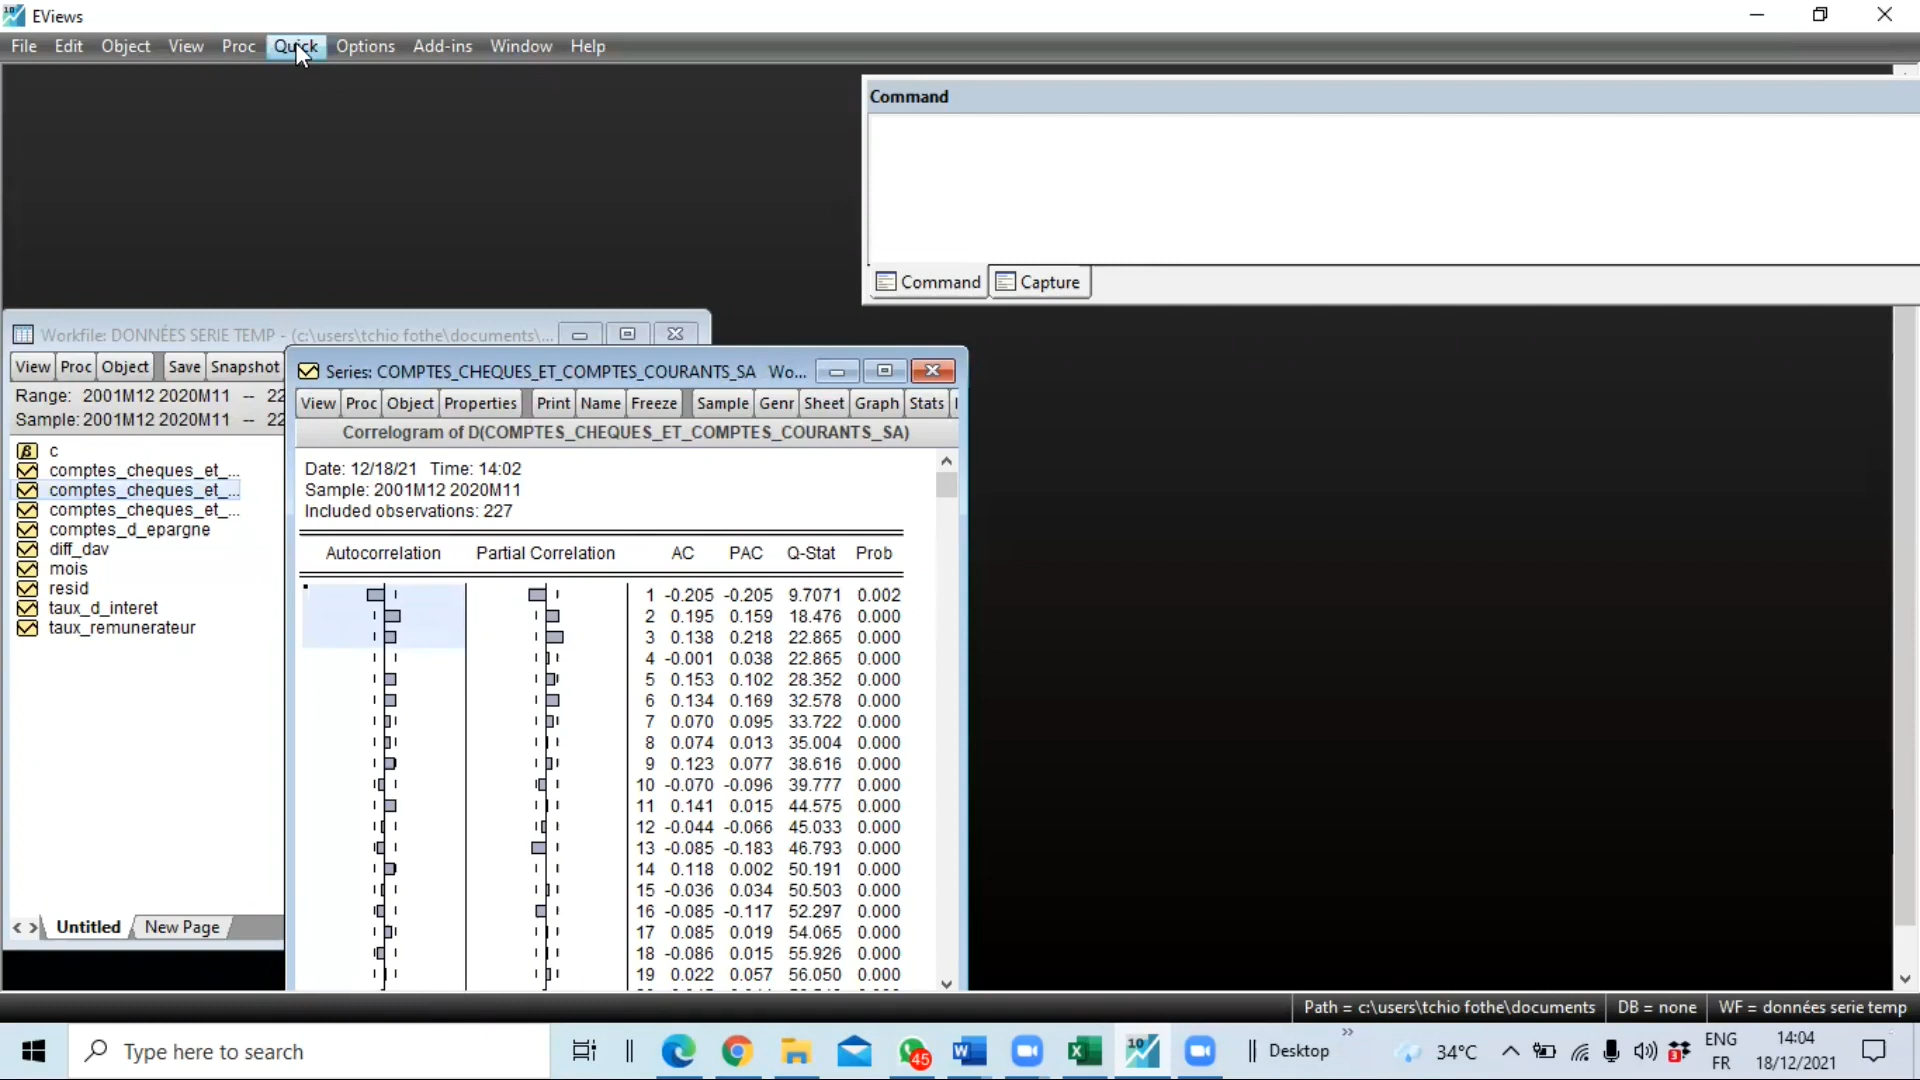 EViews
File Edit Object View Proc Quick Options Add-ins Window Help
Command
Command Capture
Workfile: DONNÉES SERIE TEMP - (c:\users\tchio fothe\documents\...
View Proc Object Save Snapshot
Range: 2001M12 2020M11 -- 22
Sample: 2001M12 2020M11 -- 22
c
comptes_cheques_et_...
comptes_cheques_et_...
comptes_cheques_et_...
comptes_d_epargne
diff_dav
mois
resid
taux_d_interet
taux_remunerateur
Untitled New Page
Series: COMPTES_CHEQUES_ET_COMPTES_COURANTS_SA Wo...
View Proc Object Properties Print Name Freeze Sample Genr Sheet Graph Stats
Correlogram of D(COMPTES_CHEQUES_ET_COMPTES_COURANTS_SA)
Date: 12/18/21 Time: 14:02
Sample: 2001M12 2020M11
Included observations: 227
Autocorrelation Partial Correlation AC PAC Q-Stat Prob
1 -0.205 -0.205 9.7071 0.002
2 0.195 0.159 18.476 0.000
3 0.138 0.218 22.865 0.000
4 -0.001 0.038 22.865 0.000
5 0.153 0.102 28.352 0.000
6 0.134 0.169 32.578 0.000
7 0.070 0.095 33.722 0.000
8 0.074 0.013 35.004 0.000
9 0.123 0.077 38.616 0.000
10 -0.070 -0.096 39.777 0.000
11 0.141 0.015 44.575 0.000
12 -0.044 -0.066 45.033 0.000
13 -0.085 -0.183 46.793 0.000
14 0.118 0.002 50.191 0.000
15 -0.036 0.034 50.503 0.000
16 -0.085 -0.117 52.297 0.000
17 0.085 0.019 54.065 0.000
18 -0.086 0.015 55.926 0.000
19 0.022 0.057 56.050 0.000
Path = c:\users\tchio fothe\documents DB = none WF = données serie temp
Type here to search
45
10
Desktop
34°C
3
ENG
FR
14:04
18/12/2021